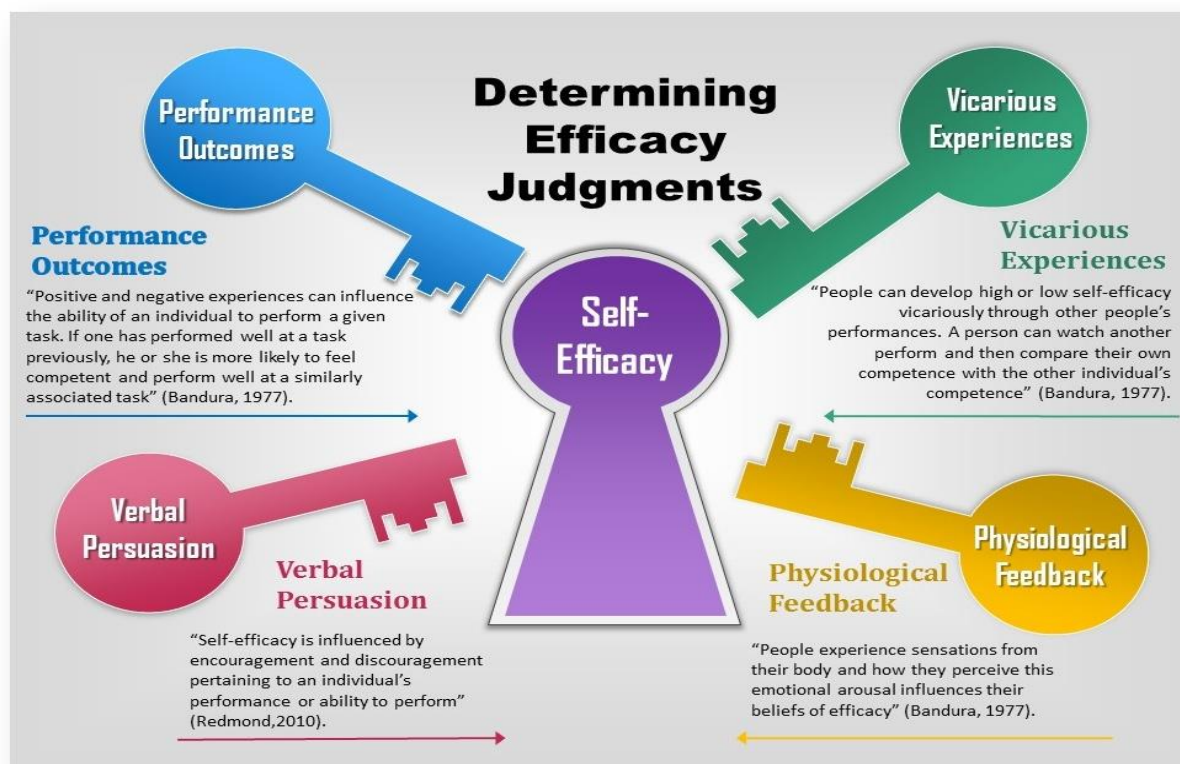 Determining
Efficacy
Judgments
Performance
Outcomes
Performance
Outcomes
“Positive and negative experiences can influence
the ability of an individual to perform a given
task. If one has performed well at a task
previously, he or she is more likely to feel
competent and perform well at a similarly
associated task” (Bandura, 1977).
Vicarious
Experiences
Vicarious
Experiences
“People can develop high or low self-efficacy
vicariously through other people’s
performances. A person can watch another
perform and then compare their own
competence with the other individual’s
competence” (Bandura, 1977).
Self-
Efficacy
Verbal
Persuasion
Verbal
Persuasion
“Self-efficacy is influenced by
encouragement and discouragement
pertaining to an individual’s
performance or ability to perform”
(Redmond,2010).
Physiological
Feedback
Physiological
Feedback
“People experience sensations from
their body and how they perceive this
emotional arousal influences their
beliefs of efficacy” (Bandura, 1977).